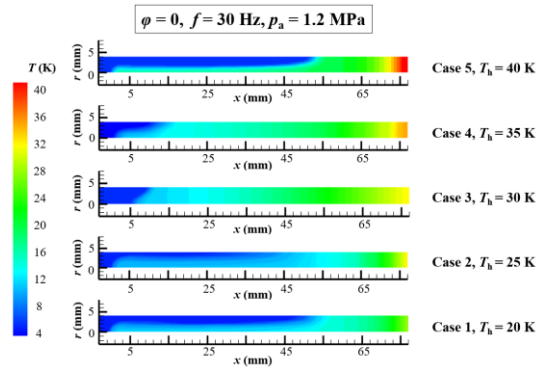 φ = 0, f = 30 Hz, pa = 1.2 MPa
T (K)
40
36
32
28
24
20
16
12
8
4
r (mm)
5
0
5 25 45 65
x (mm)
Case 5, Th = 40 K
r (mm)
5
0
5 25 45 65
x (mm)
Case 4, Th = 35 K
r (mm)
5
0
5 25 45 65
x (mm)
Case 3, Th = 30 K
r (mm)
5
0
5 25 45 65
x (mm)
Case 2, Th = 25 K
r (mm)
5
0
5 25 45 65
x (mm)
Case 1, Th = 20 K